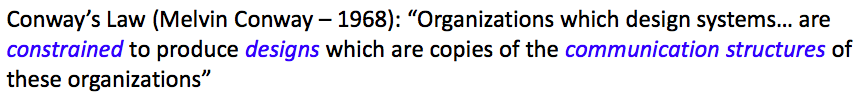 Conway’s Law (Melvin Conway – 1968): “Organizations which design systems… are
constrained to produce designs which are copies of the communication structures of
these organizations”